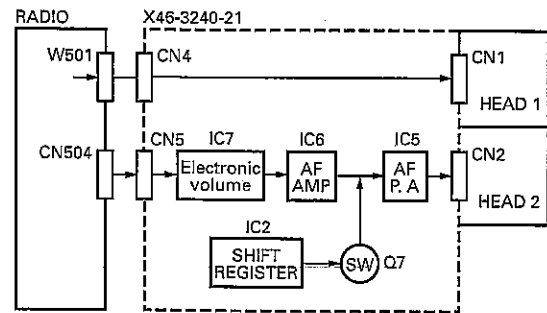 RADIO
X46-3240-21
W501
CN4
CN1
HEAD 1
CN504
CN5
IC7
Electronic
volume
IC6
AF
AMP
IC5
AF
P. A
CN2
HEAD 2
IC2
SHIFT
REGISTER
SW
Q7